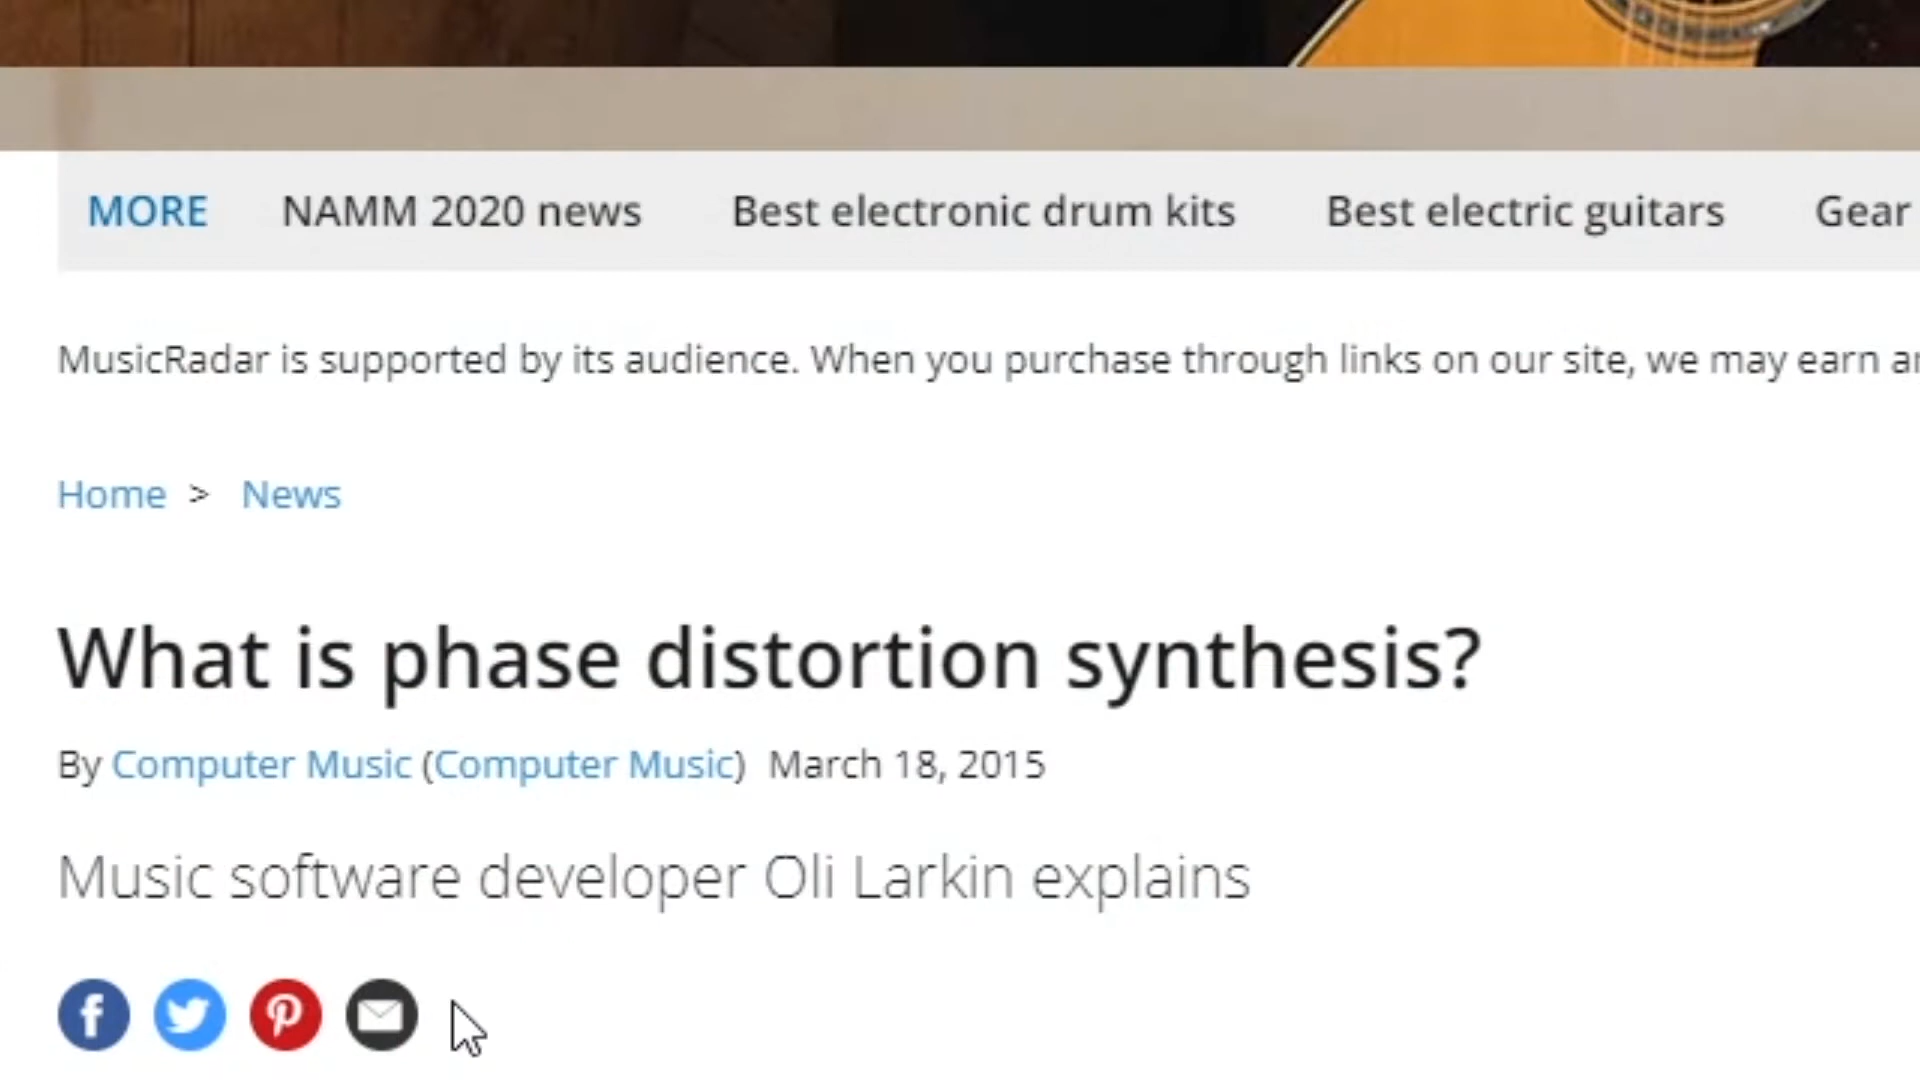 MORE NAMM 2020 news Best electronic drum kits Best electric guitars Gear
MusicRadar is supported by its audience. When you purchase through links on our site, we may earn an
Home > News
What is phase distortion synthesis?
By Computer Music (Computer Music) March 18, 2015
Music software developer Oli Larkin explains